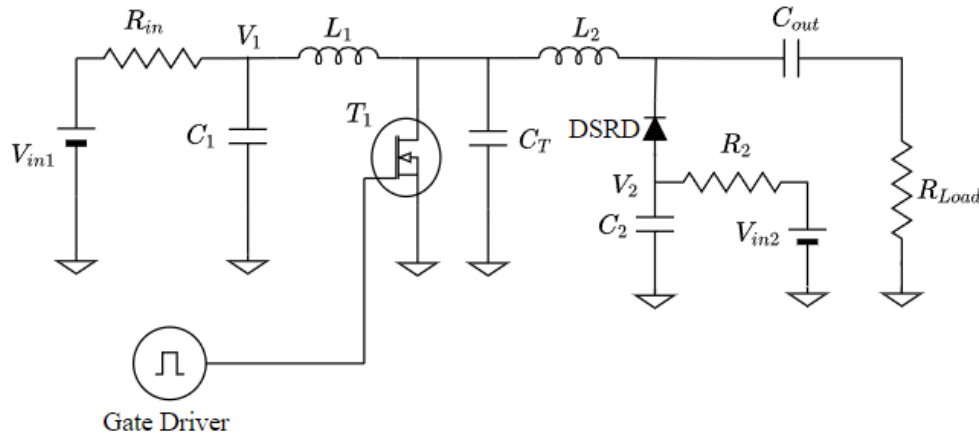 R_in
V_1
L_1
L_2
C_out
V_in1
C_1
T_1
C_T
DSRD
R_2
V_2
C_2
V_in2
R_Load
Gate Driver